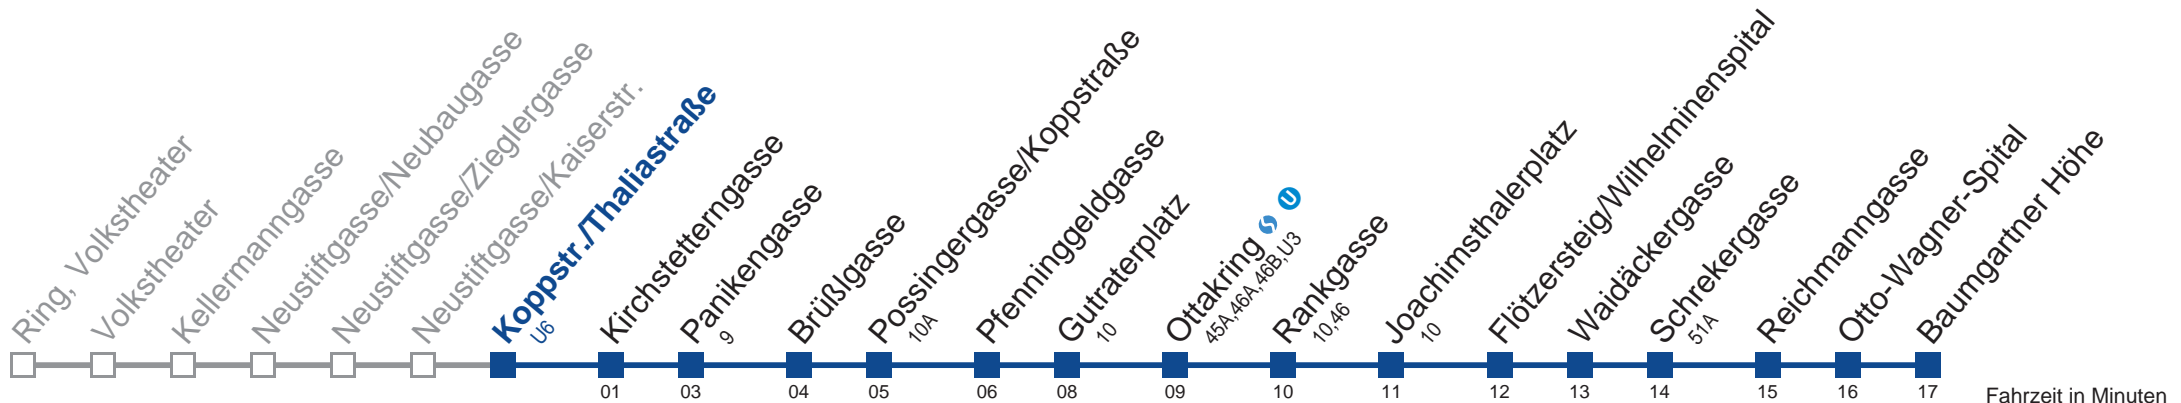 Ring, Volkstheater
Volkstheater
Kellermanngasse
Neustiftgasse/Neubaugasse
Neustiftgasse/Zieglergasse
Neustiftgasse/Kaiserstr.
Koppstr./Thaliastraße
U6
Kirchstetterngasse
Panikengasse
9
Brüßlgasse
Possingergasse/Koppstraße
10A
Pfenninggeldgasse
Gutraterplatz
10
Ottakring S U
45A,46A,46B,U3
Rankgasse
10,46
Joachimsthalerplatz
10
Flötzersteig/Wilhelminenspital
Waidäckergasse
Schrekergasse
51A
Reichmanngasse
Otto-Wagner-Spital
Baumgartner Höhe
01 03 04 05 06 08 09 10 11 12 13 14 15 16 17 Fahrzeit in Minuten